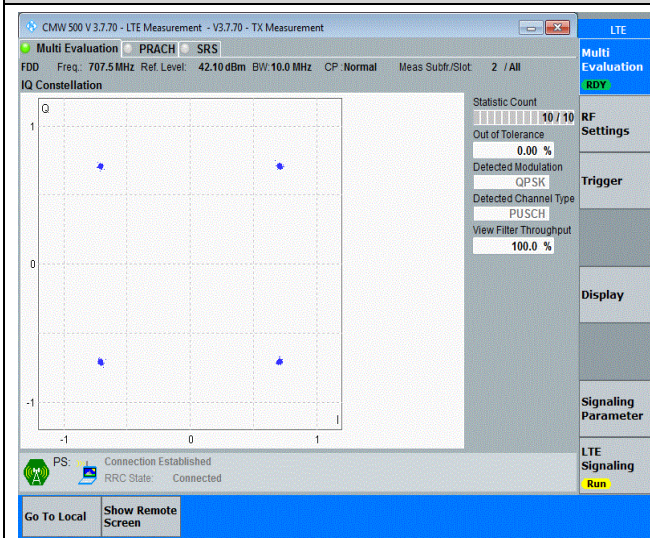 CMW 500 V 3.7.70 - LTE Measurement - V3.7.70 - TX Measurement
LTE
Multi Evaluation PRACH SRS
Multi
Evaluation
RDY
FDD Freq.: 707.5 MHz Ref. Level: 42.10 dBm BW: 10.0 MHz CP : Normal Meas Subfr./Slot: 2 / All
IQ Constellation
Q
1
0
-1
-1 0 1
I
Statistic Count
10 / 10
Out of Tolerance
0.00 %
Detected Modulation
QPSK
Detected Channel Type
PUSCH
View Filter Throughput
100.0 %
RF
Settings
Trigger
Display
Signaling
Parameter
LTE
Signaling
Run
PS: Connection Established
RRC State: Connected
Go To Local
Show Remote
Screen